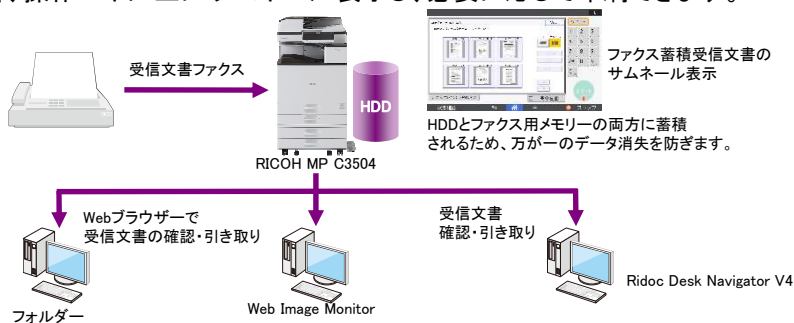 受信文書ファクス
HDD
RICOH MP C3504
ファクス蓄積受信文書の
サムネール表示
HDDとファクス用メモリーの両方に蓄積
されるため、万が一のデータ消失を防ぎます。
Webブラウザーで
受信文書の確認・引き取り
受信文書
確認・引き取り
フォルダー
Web Image Monitor
Ridoc Desk Navigator V4